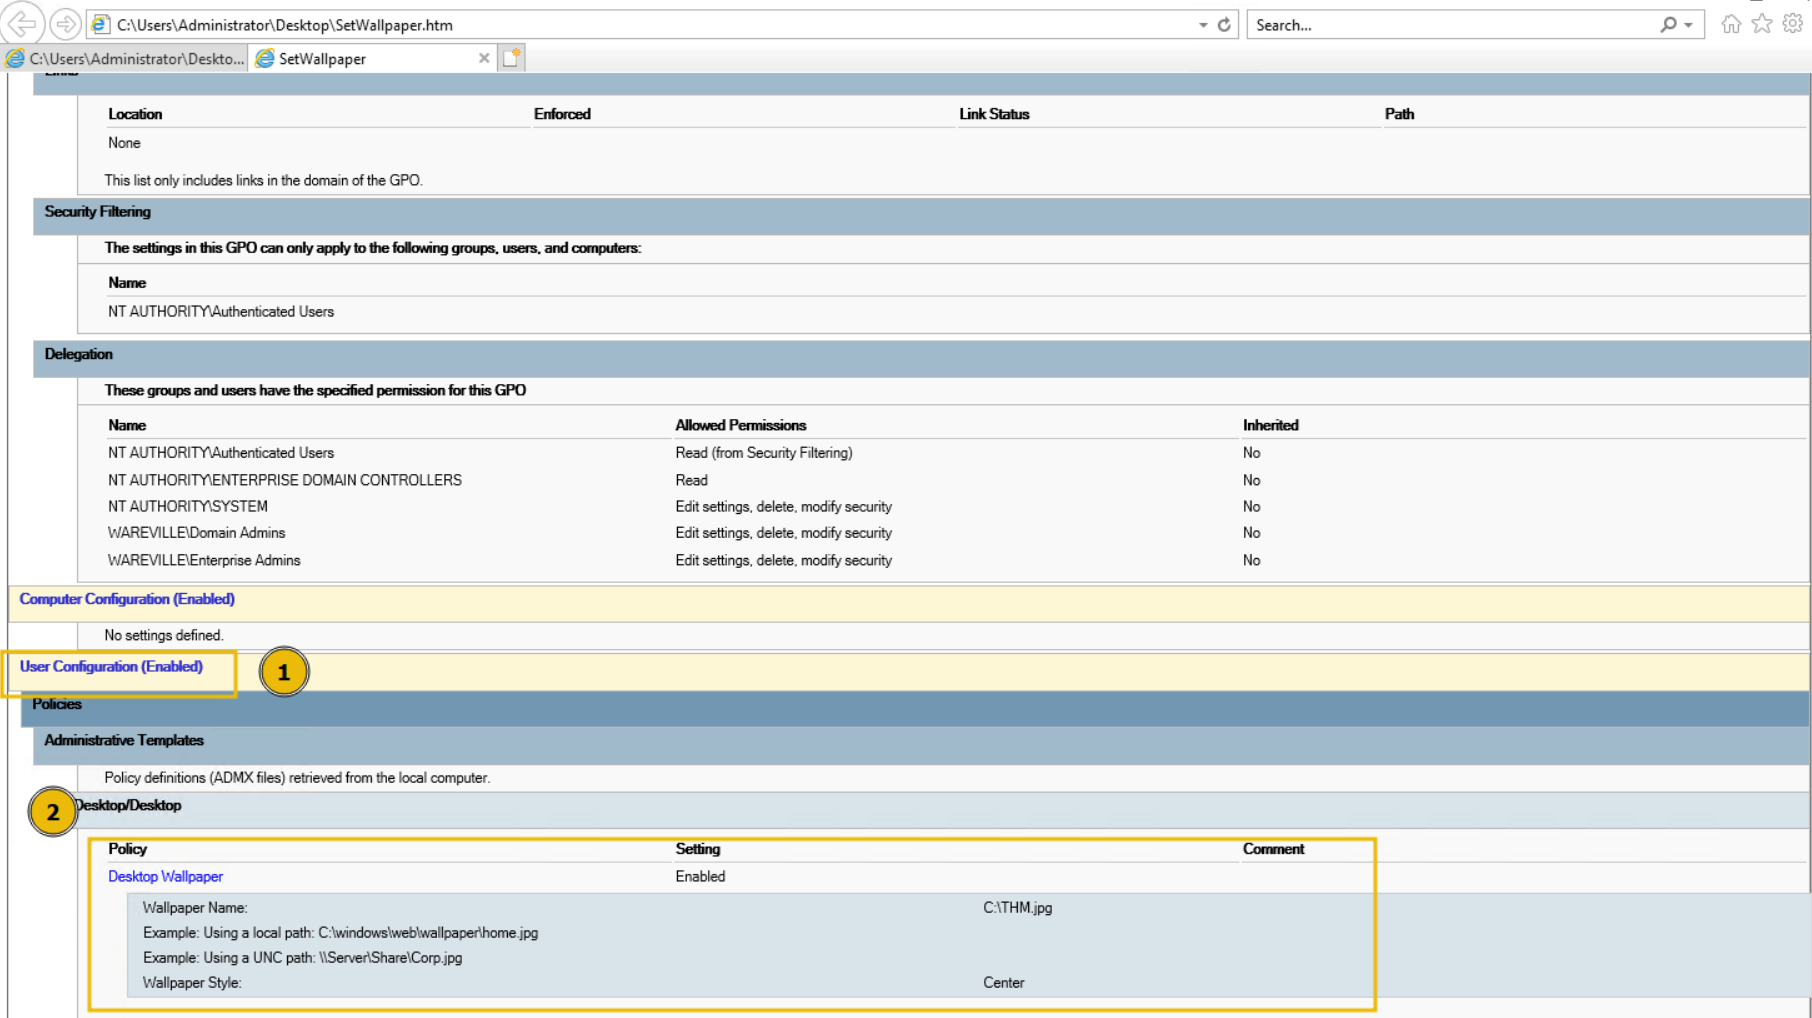 C:\Users\Administrator\Desktop\SetWallpaper.htm
Search...
C:\Users\Administrator\Deskto...
SetWallpaper
Links
Location Enforced Link Status Path
None
This list only includes links in the domain of the GPO.
Security Filtering
The settings in this GPO can only apply to the following groups, users, and computers:
Name
NT AUTHORITY\Authenticated Users
Delegation
These groups and users have the specified permission for this GPO
Name Allowed Permissions Inherited
NT AUTHORITY\Authenticated Users Read (from Security Filtering) No
NT AUTHORITY\ENTERPRISE DOMAIN CONTROLLERS Read No
NT AUTHORITY\SYSTEM Edit settings, delete, modify security No
WAREVILLE\Domain Admins Edit settings, delete, modify security No
WAREVILLE\Enterprise Admins Edit settings, delete, modify security No
Computer Configuration (Enabled)
No settings defined.
User Configuration (Enabled) 1
Policies
Administrative Templates
Policy definitions (ADMX files) retrieved from the local computer.
2 Desktop/Desktop
Policy Setting Comment
Desktop Wallpaper Enabled
Wallpaper Name: C:\THM.jpg
Example: Using a local path: C:\windows\web\wallpaper\home.jpg
Example: Using a UNC path: \\Server\Share\Corp.jpg
Wallpaper Style: Center